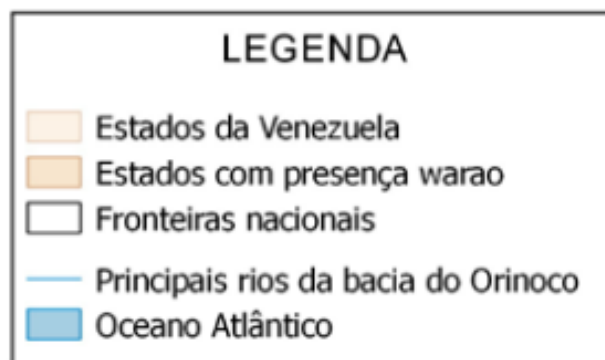 LEGENDA
Estados da Venezuela
Estados com presença warao
Fronteiras nacionais
Principais rios da bacia do Orinoco
Oceano Atlântico